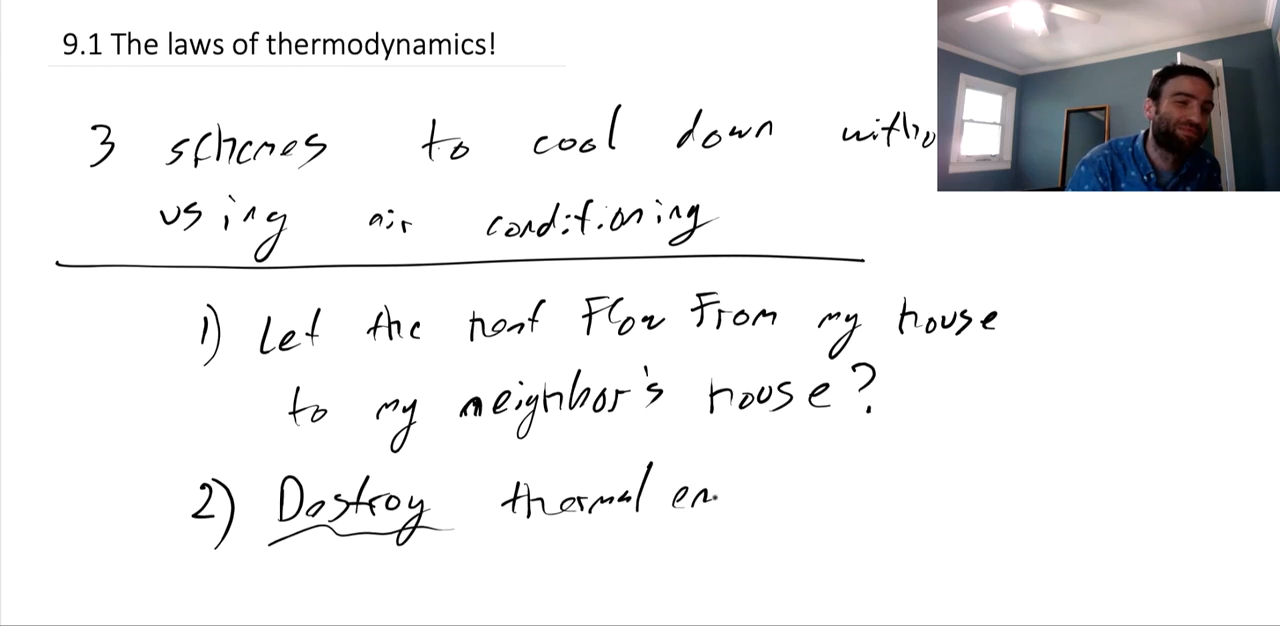 9.1 The laws of thermodynamics!
3 schemes to cool down witho
using air conditioning
1) Let the heat Flow From my house
to my neighbor's house?
2) Destroy thermal en